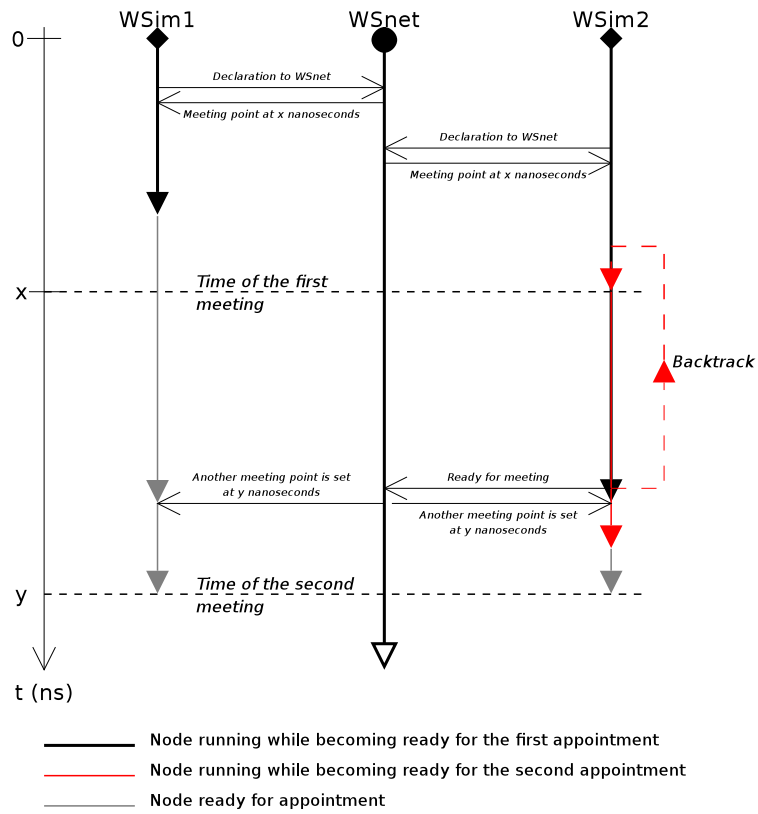 WSim1 WSnet WSim2
0
Declaration to WSnet
Meeting point at x nanoseconds
Declaration to WSnet
Meeting point at x nanoseconds
Time of the first
meeting
x
Backtrack
Another meeting point is set
at y nanoseconds
Ready for meeting
Another meeting point is set
at y nanoseconds
Time of the second
meeting
y
t (ns)
Node running while becoming ready for the first appointment
Node running while becoming ready for the second appointment
Node ready for appointment